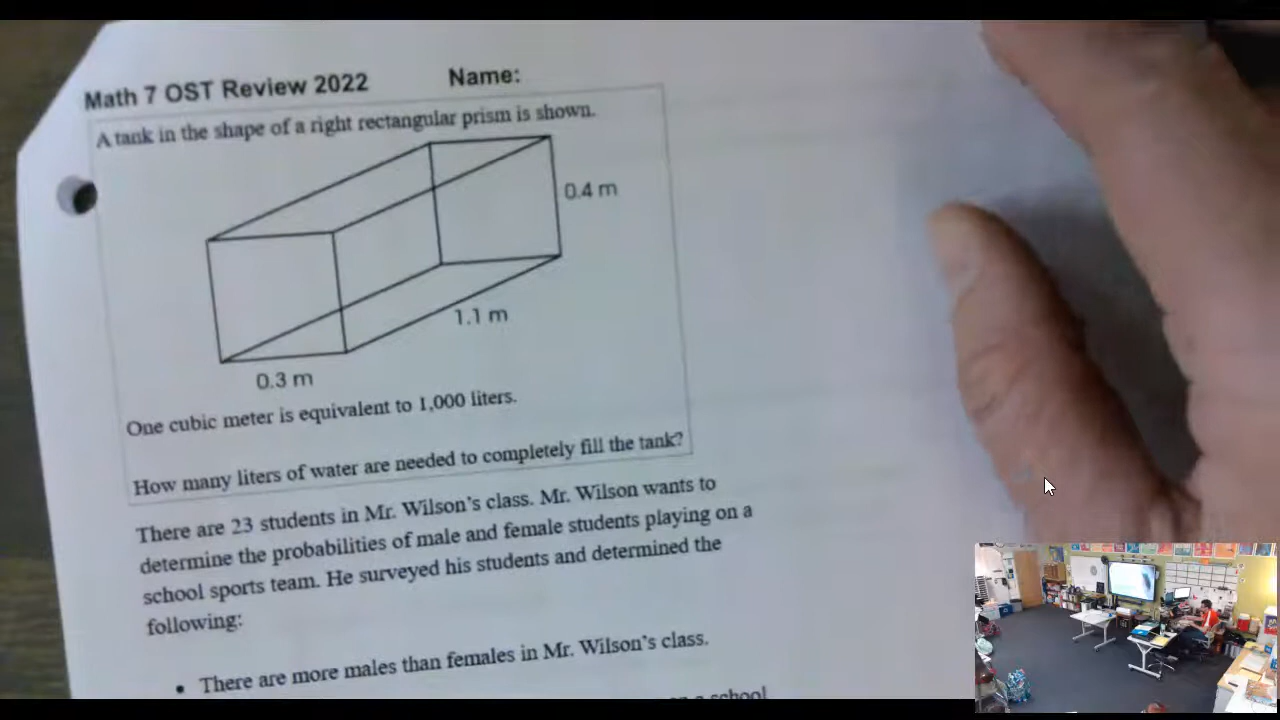 Math 7 OST Review 2022 Name:
A tank in the shape of a right rectangular prism is shown.
0.4 m
1.1 m
0.3 m
One cubic meter is equivalent to 1,000 liters.
How many liters of water are needed to completely fill the tank?
There are 23 students in Mr. Wilson's class. Mr. Wilson wants to
determine the probabilities of male and female students playing on a
school sports team. He surveyed his students and determined the
following:
• There are more males than females in Mr. Wilson's class.
a school